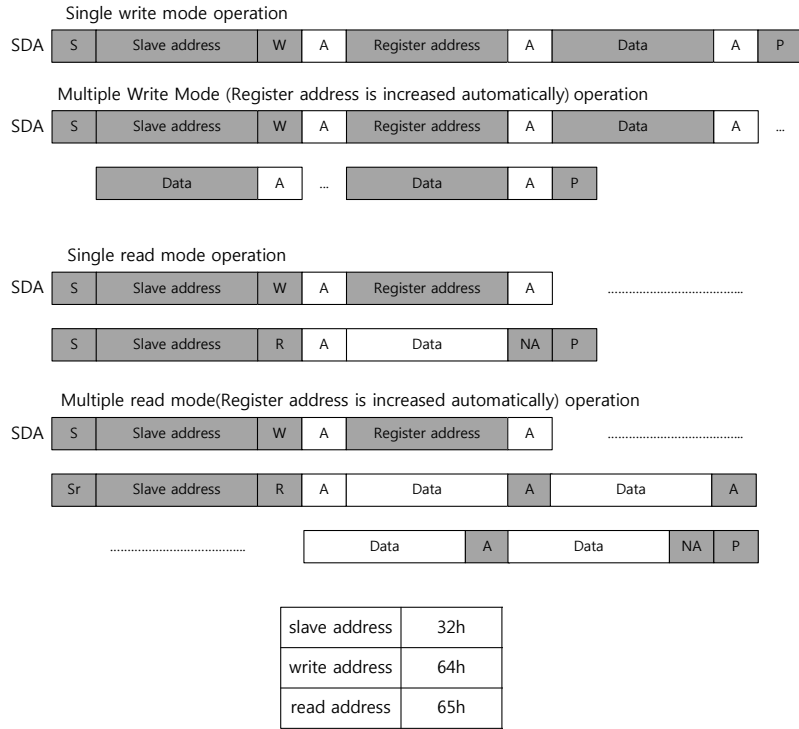 Single write mode operation
SDA S Slave address W A Register address A Data A P
Multiple Write Mode (Register address is increased automatically) operation
SDA S Slave address W A Register address A Data A ...
Data A ... Data A P
Single read mode operation
SDA S Slave address W A Register address A .......................................
S Slave address R A Data NA P
Multiple read mode(Register address is increased automatically) operation
SDA S Slave address W A Register address A .......................................
Sr Slave address R A Data A Data A
....................................... Data A Data NA P
slave address 32h
write address 64h
read address 65h